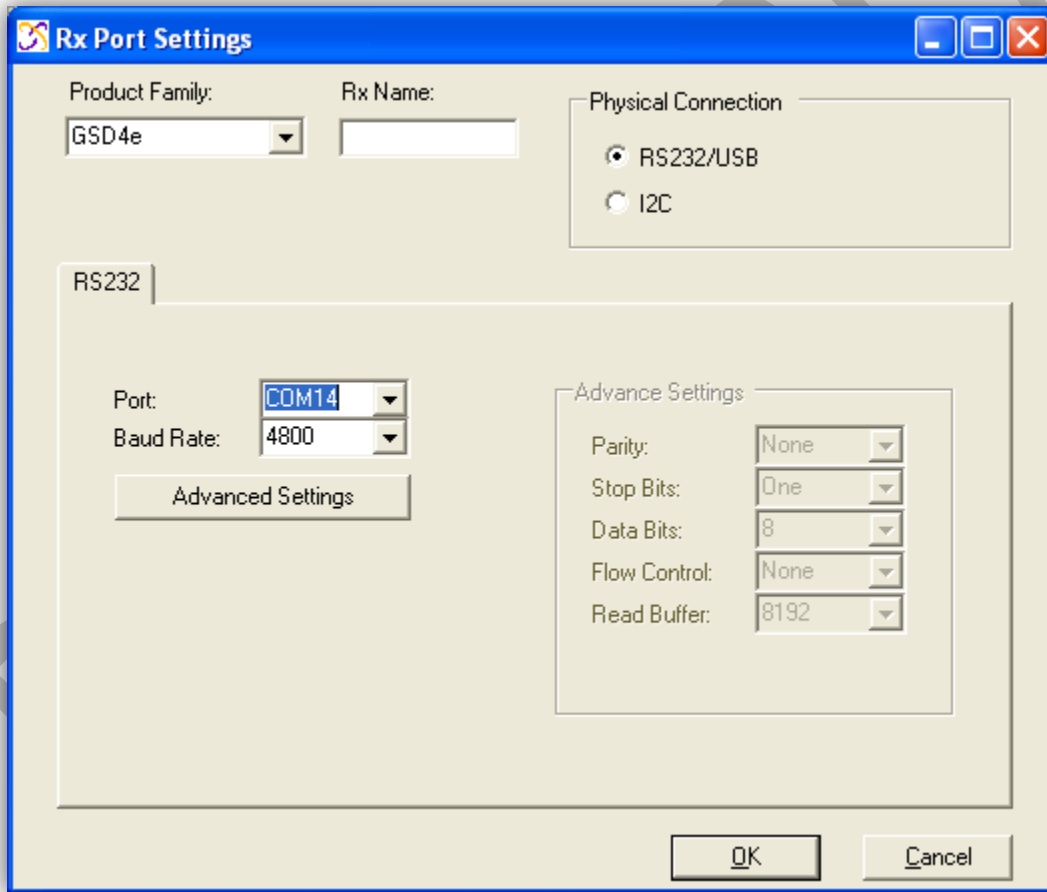 Rx Port Settings
Product Family:
Rx Name:
GSD4e
Physical Connection
RS232/USB
I2C
RS232
Port:
COM14
Baud Rate:
4800
Advanced Settings
Advance Settings
Parity:
None
Stop Bits:
One
Data Bits:
8
Flow Control:
None
Read Buffer:
8192
OK
Cancel